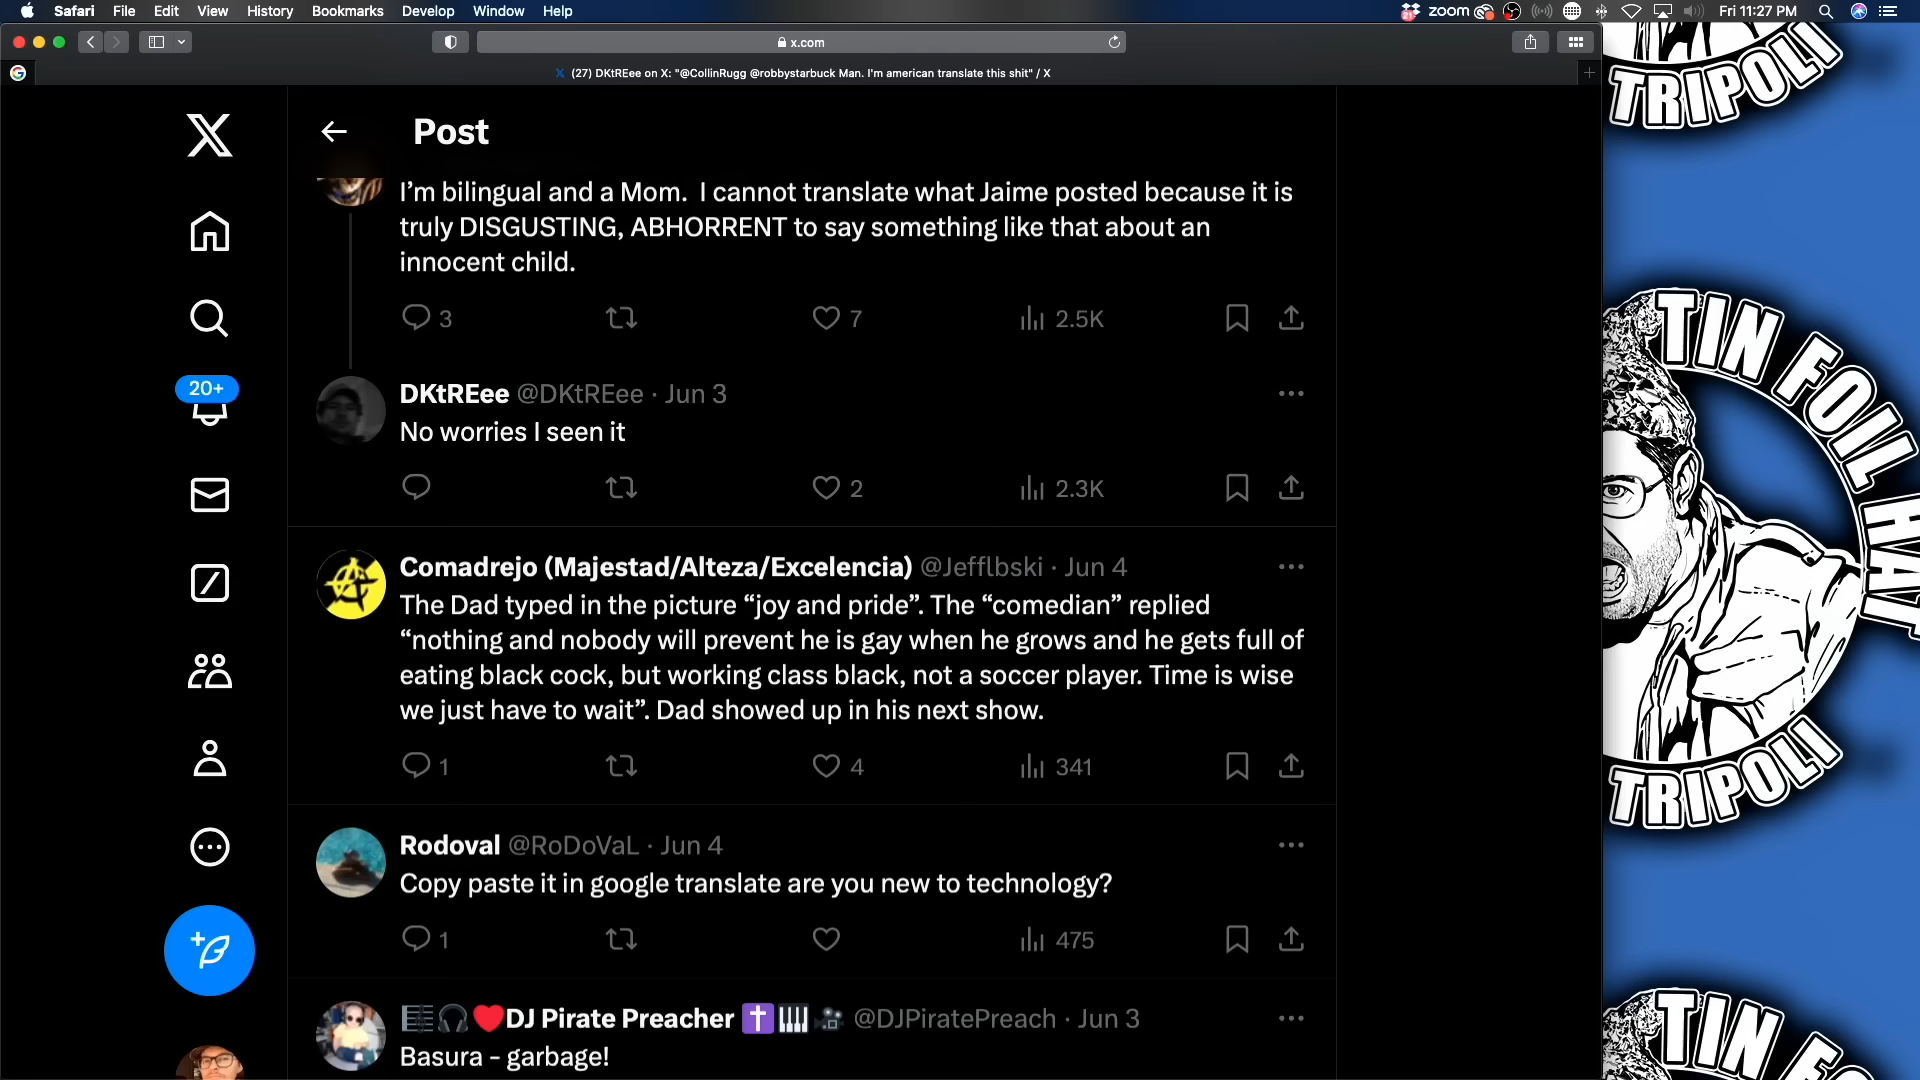 Safari File Edit View History Bookmarks Develop Window Help
21 zoom Fri 11:27 PM
x.com
(27) DKtREee on X: "@CollinRugg @robbystarbuck Man. I'm american translate this shit" / X
Post
I'm bilingual and a Mom. I cannot translate what Jaime posted because it is
truly DISGUSTING, ABHORRENT to say something like that about an
innocent child.
3 7 2.5K
20+
DKtREee @DKtREee · Jun 3
No worries I seen it
2 2.3K
Comadrejo (Majestad/Alteza/Excelencia) @Jefflbski · Jun 4
The Dad typed in the picture “joy and pride”. The “comedian” replied
“nothing and nobody will prevent he is gay when he grows and he gets full of
eating black cock, but working class black, not a soccer player. Time is wise
we just have to wait”. Dad showed up in his next show.
1 4 341
Rodoval @RoDoVaL · Jun 4
Copy paste it in google translate are you new to technology?
1 475
DJ Pirate Preacher @DJPiratePreach · Jun 3
Basura - garbage!
TRIPOLI
TIN FOIL HAT
TRIPOLI
TIN FO